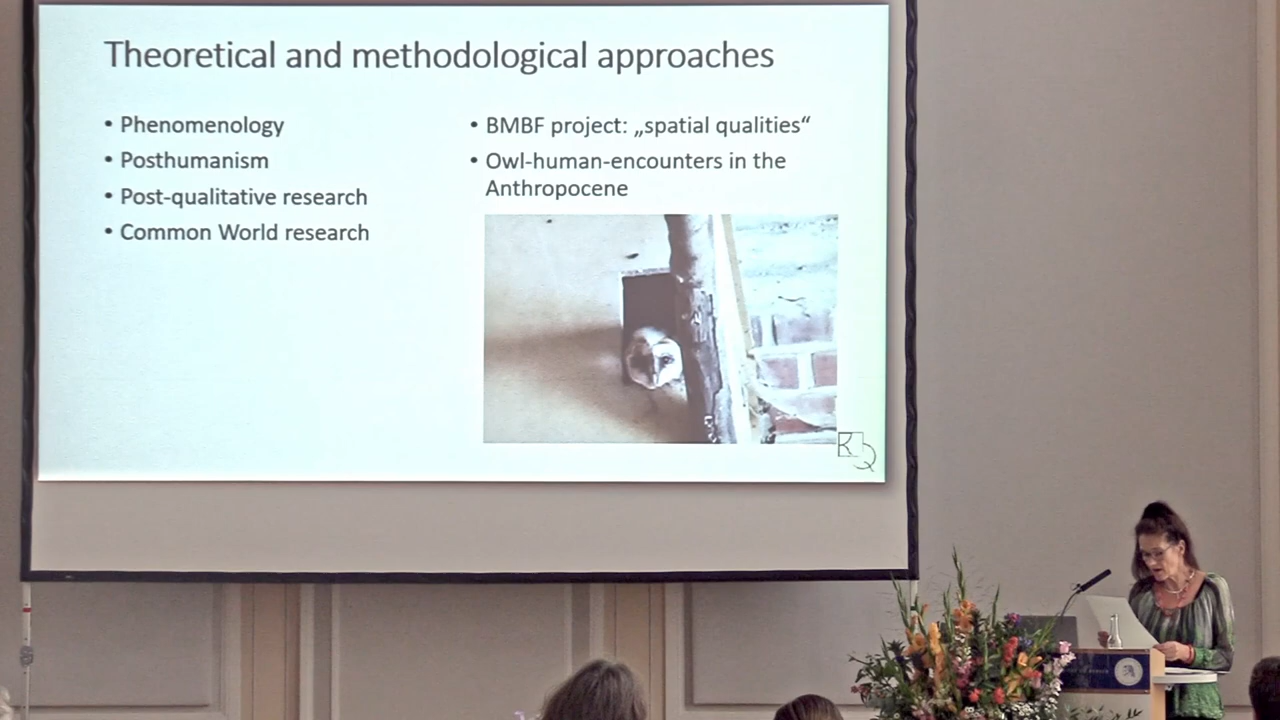 Theoretical and methodological approaches
• Phenomenology
• Posthumanism
• Post-qualitative research
• Common World research
• BMBF project: „spatial qualities“
• Owl-human-encounters in the
Anthropocene